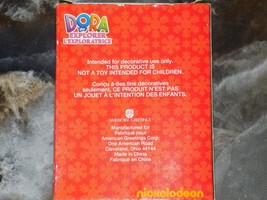 DORA
the EXPLORER
L'EXPLORATRICE
Intended for decorative use only.
THIS PRODUCT IS
NOT A TOY INTENDED FOR CHILDREN.
Conçu à des fins décoratives
seulement, CE PRODUIT N'EST PAS
UN JOUET À L'INTENTION DES ENFANTS.
AMERICAN GREETINGS
Manufactured for
Fabriqué pour
American Greetings Corp.
One American Road
Cleveland, Ohio 44144
Made in China
Fabriqué en Chine
nickelodeon